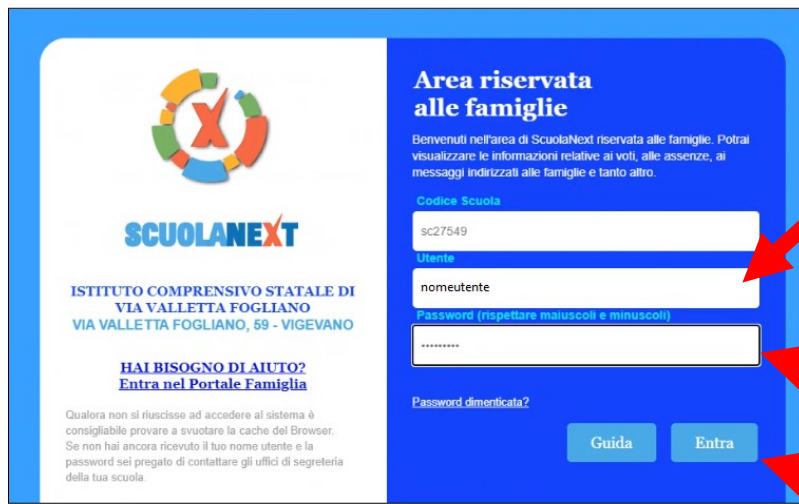 SCUOLANEXT
ISTITUTO COMPRENSIVO STATALE DI
VIA VALLETTA FOGLIANO
VIA VALLETTA FOGLIANO, 59 - VIGEVANO
HAI BISOGNO DI AIUTO?
Entra nel Portale Famiglia
Qualora non si riuscisse ad accedere al sistema è
consigliabile provare a svuotare la cache del Browser.
Se non hai ancora ricevuto il tuo nome utente e la
password sei pregato di contattare gli uffici di segreteria
della tua scuola.
Area riservata
alle famiglie
Benvenuti nell'area di ScuolaNext riservata alle famiglie. Potrai
visualizzare le informazioni relative ai voti, alle assenze, ai
messaggi indirizzati alle famiglie e tanto altro.
Codice Scuola
sc27549
Utente
nomeutente
Password (rispettare maiuscoli e minuscoli)
•••••••••
Password dimenticata?
Guida Entra